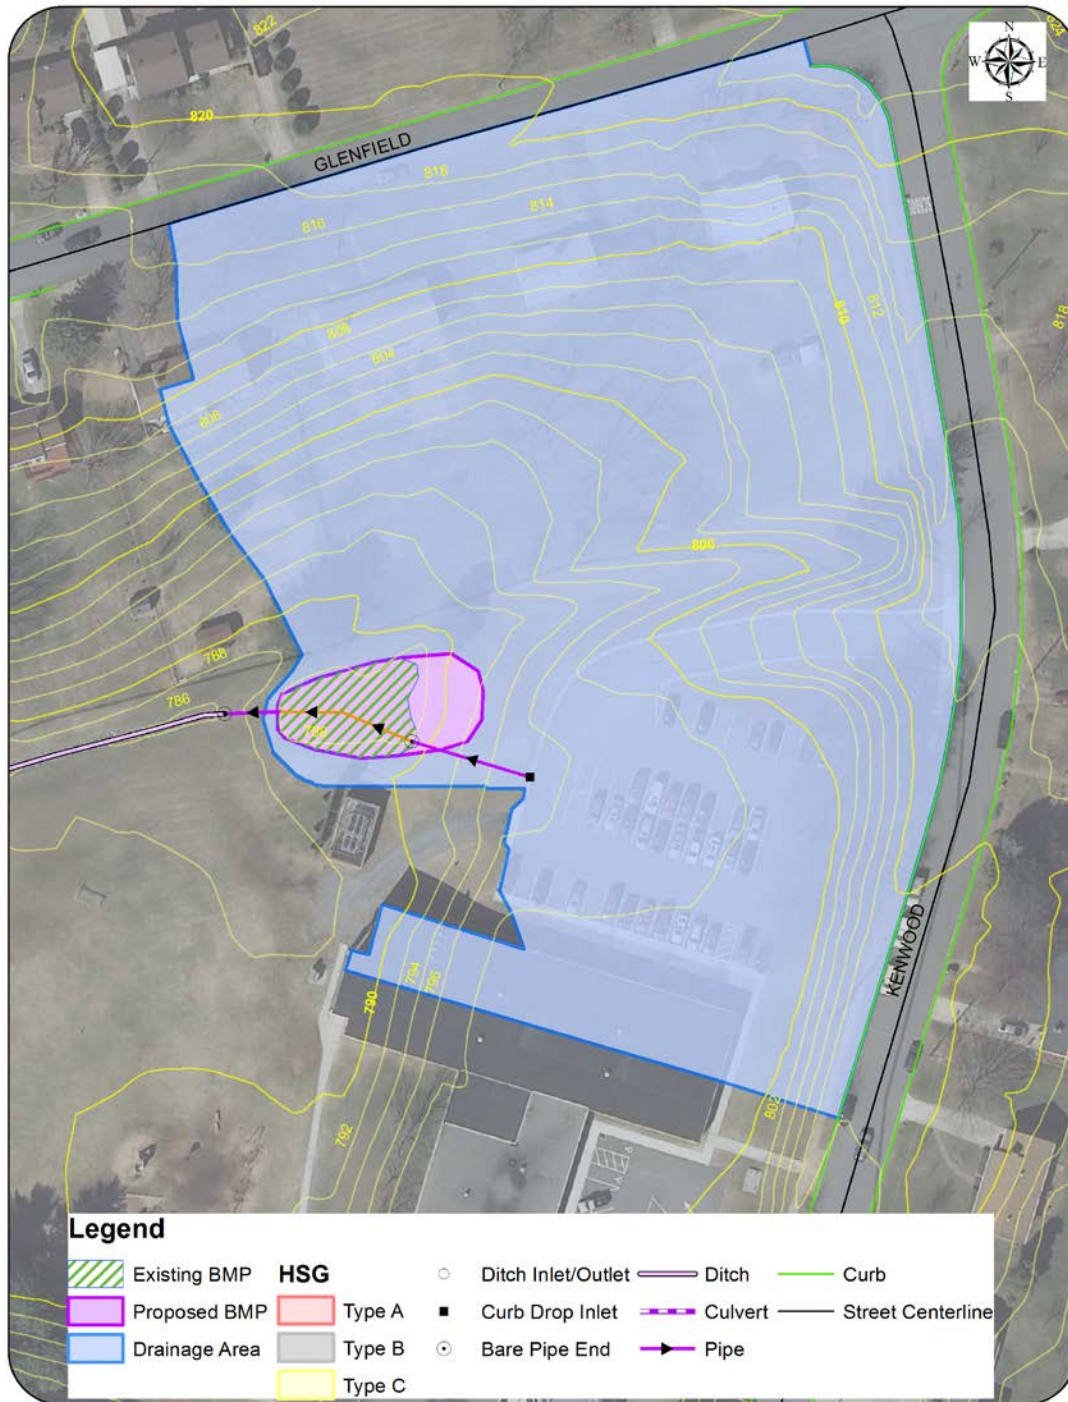 822
824
N
W E
S
820
GLENFIELD
816
814
816
SCHOOL
812
810
818
808
804
806
800
788
786
KENWOOD
794
796
790
802
792
Legend
Existing BMP
Proposed BMP
Drainage Area
HSG
Type A
Type B
Type C
Ditch Inlet/Outlet
Curb Drop Inlet
Bare Pipe End
Ditch
Culvert
Pipe
Curb
Street Centerline